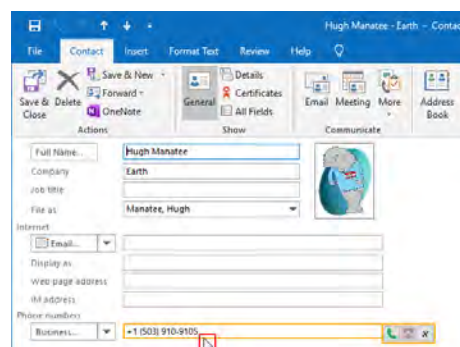 Hugh Manatee - Earth - Contac
File Contact Insert Format Text Review Help
Save & Close
Delete
Save & New
Forward
OneNote
Actions
General
Details
Certificates
All Fields
Show
Email Meeting More
Communicate
Address Book
Full Name... Hugh Manatee
Company Earth
Job title
File as Manatee, Hugh
Internet
Email...
Display as
Web page address
IM address
Phone numbers
Business... +1 (503) 910-9105